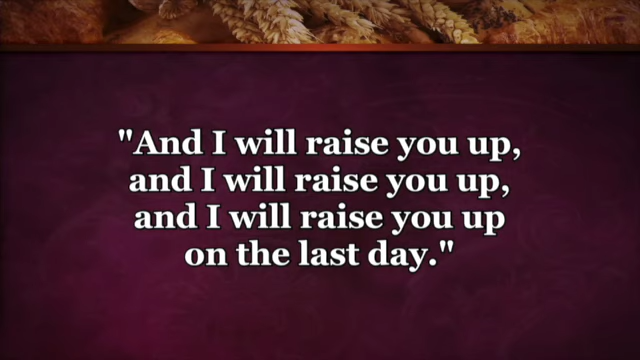 "And I will raise you up,
and I will raise you up,
and I will raise you up
on the last day."